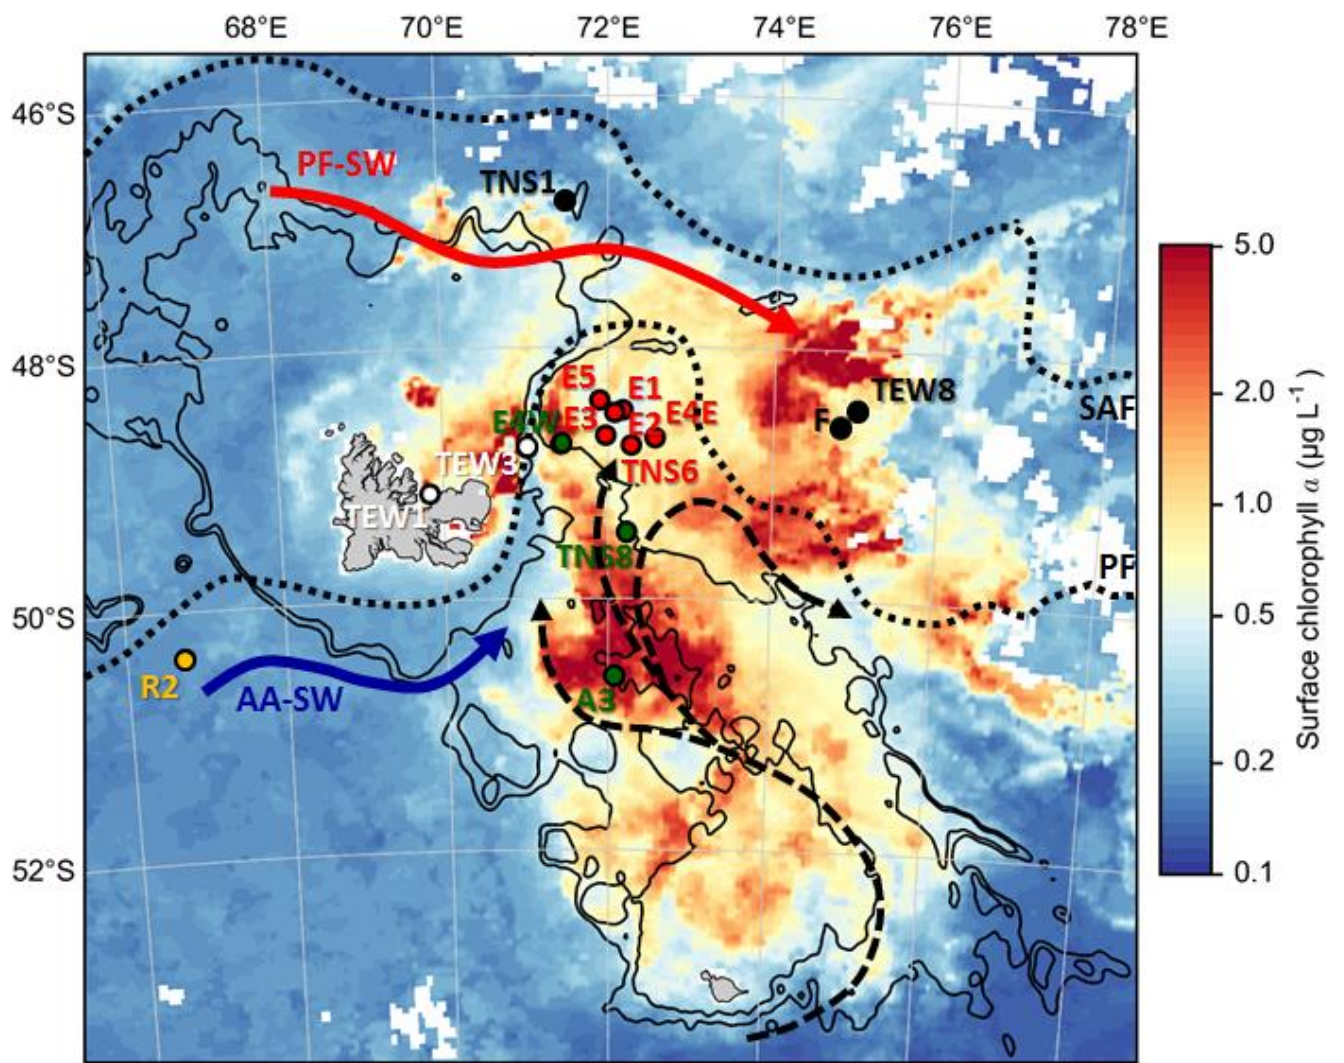 68°E 70°E 72°E 74°E 76°E 78°E
46°S
PF-SW
TNS1
5.0
48°S
E5 E1
TEW8
2.0
SAF
E4W E3 E2 E4E
F
TEW3 TNS6
1.0
TEW1
TNS8
PF
50°S
0.5
R2
AA-SW
A3
0.2
52°S
0.1
Surface chlorophyll a (µg L⁻¹)